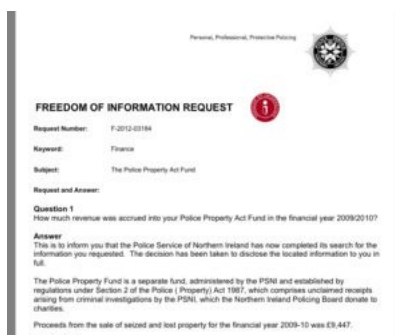 Personal, Professional, Protective Policing
FREEDOM OF INFORMATION REQUEST
Request Number: F-2012-03184
Keyword: Finance
Subject: The Police Property Act Fund
Request and Answer:
Question 1
How much revenue was accrued into your Police Property Act Fund in the financial year 2009/2010?
Answer
This is to inform you that the Police Service of Northern Ireland has now completed its search for the
information you requested. The decision has been taken to disclose the located information to you in
full.
The Police Property Fund is a separate fund, administered by the PSNI and established by
regulations under Section 2 of the Police ( Property) Act 1987, which comprises unclaimed receipts
arising from criminal investigations by the PSNI, which the Northern Ireland Policing Board donate to
charities.
Proceeds from the sale of seized and lost property for the financial year 2009-10 was £9,447.